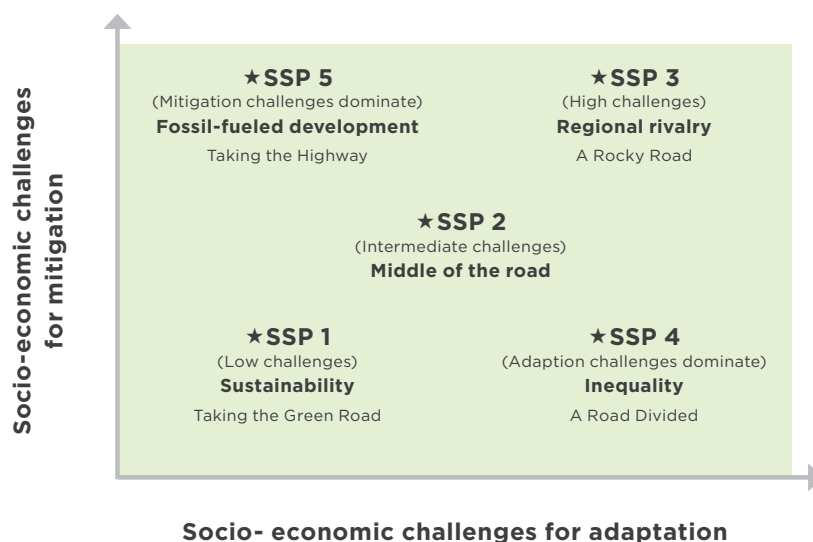 Socio-economic challenges
for mitigation
★SSP 5
(Mitigation challenges dominate)
Fossil-fueled development
Taking the Highway
★SSP 3
(High challenges)
Regional rivalry
A Rocky Road
★SSP 2
(Intermediate challenges)
Middle of the road
★SSP 1
(Low challenges)
Sustainability
Taking the Green Road
★SSP 4
(Adaption challenges dominate)
Inequality
A Road Divided
Socio- economic challenges for adaptation